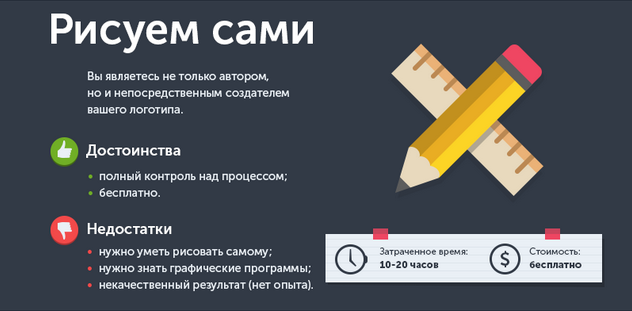 Рисуем сами
Вы являетесь не только автором,
но и непосредственным создателем
вашего логотипа.
Достоинства
• полный контроль над процессом;
• бесплатно.
Недостатки
• нужно уметь рисовать самому;
• нужно знать графические программы;
• некачественный результат (нет опыта).
Затраченное время:
10-20 часов
$
Стоимость:
бесплатно